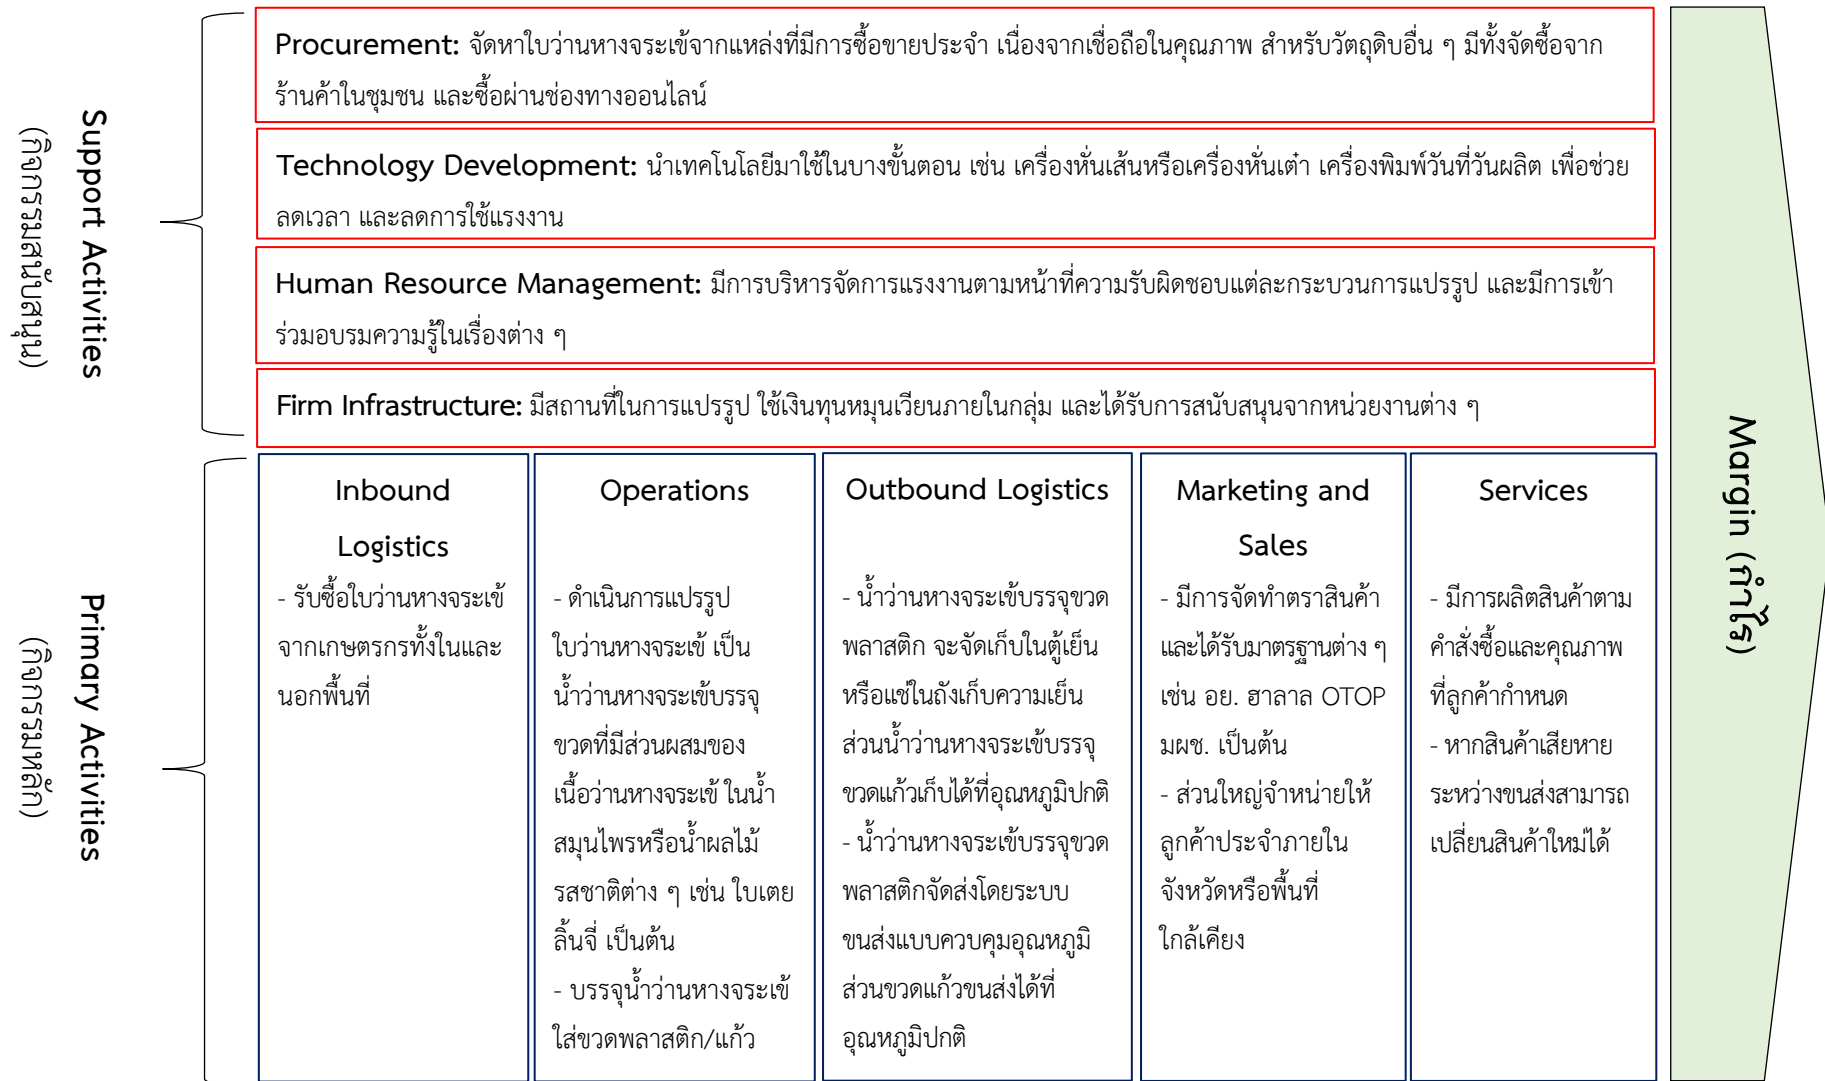 Support Activities
(กิจกรรมสนับสนุน)
Procurement: จัดหาใบว่านหางจระเข้จากแหล่งที่มีการซื้อขายประจำ เนื่องจากเชื่อถือในคุณภาพ สำหรับวัตถุดิบอื่น ๆ มีทั้งจัดซื้อจาก
ร้านค้าในชุมชน และซื้อผ่านช่องทางออนไลน์
Technology Development: นำเทคโนโลยีมาใช้ในบางขั้นตอน เช่น เครื่องหั่นเส้นหรือเครื่องหั่นเต๋า เครื่องพิมพ์วันที่วันผลิต เพื่อช่วย
ลดเวลา และลดการใช้แรงงาน
Human Resource Management: มีการบริหารจัดการแรงงานตามหน้าที่ความรับผิดชอบแต่ละกระบวนการแปรรูป และมีการเข้า
ร่วมอบรมความรู้ในเรื่องต่าง ๆ
Firm Infrastructure: มีสถานที่ในการแปรรูป ใช้เงินทุนหมุนเวียนภายในกลุ่ม และได้รับการสนับสนุนจากหน่วยงานต่าง ๆ
Primary Activities
(กิจกรรมหลัก)
Inbound
Logistics
- รับซื้อใบว่านหางจระเข้
จากเกษตรกรทั้งในและ
นอกพื้นที่
Operations
- ดำเนินการแปรรูป
ใบว่านหางจระเข้ เป็น
น้ำว่านหางจระเข้บรรจุ
ขวดที่มีส่วนผสมของ
เนื้อว่านหางจระเข้ ในน้ำ
สมุนไพรหรือน้ำผลไม้
รสชาติต่าง ๆ เช่น ใบเตย
ลิ้นจี่ เป็นต้น
- บรรจุน้ำว่านหางจระเข้
ใส่ขวดพลาสติก/แก้ว
Outbound Logistics
- น้ำว่านหางจระเข้บรรจุขวด
พลาสติก จะจัดเก็บในตู้เย็น
หรือแช่ในถังเก็บความเย็น
ส่วนน้ำว่านหางจระเข้บรรจุ
ขวดแก้วเก็บได้ที่อุณหภูมิปกติ
- น้ำว่านหางจระเข้บรรจุขวด
พลาสติกจัดส่งโดยระบบ
ขนส่งแบบควบคุมอุณหภูมิ
ส่วนขวดแก้วขนส่งได้ที่
อุณหภูมิปกติ
Marketing and
Sales
- มีการจัดทำตราสินค้า
และได้รับมาตรฐานต่าง ๆ
เช่น อย. ฮาลาล OTOP
มผช. เป็นต้น
- ส่วนใหญ่จำหน่ายให้
ลูกค้าประจำภายใน
จังหวัดหรือพื้นที่
ใกล้เคียง
Services
- มีการผลิตสินค้าตาม
คำสั่งซื้อและคุณภาพ
ที่ลูกค้ากำหนด
- หากสินค้าเสียหาย
ระหว่างขนส่งสามารถ
เปลี่ยนสินค้าใหม่ได้
Margin (กำไร)